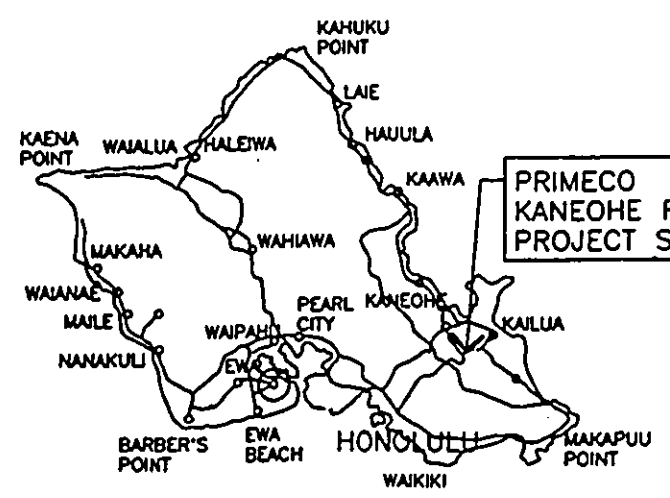 KAHUKU
POINT
LAIE
HAUULA
KAENA
POINT
WAIALUA HALEIWA
KAAWA
PRIMECO
KANEOHE
PROJECT
WAHIAWA
MAKAHA
WAIANAE
MAILE
NANAKULI
PEARL
CITY
WAIPAHU
KANEOHE
KAILUA
EWA
BARBER'S
POINT
EWA
BEACH
HONOLULU
WAIKIKI
MAKAPUU
POINT